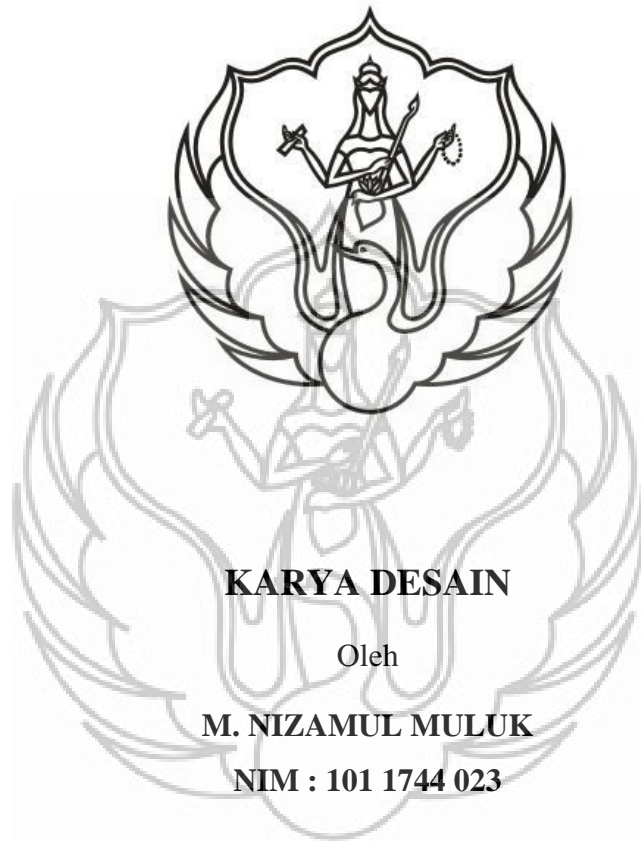 KARYA DESAIN
Oleh
M. NIZAMUL MULUK
NIM : 101 1744 023